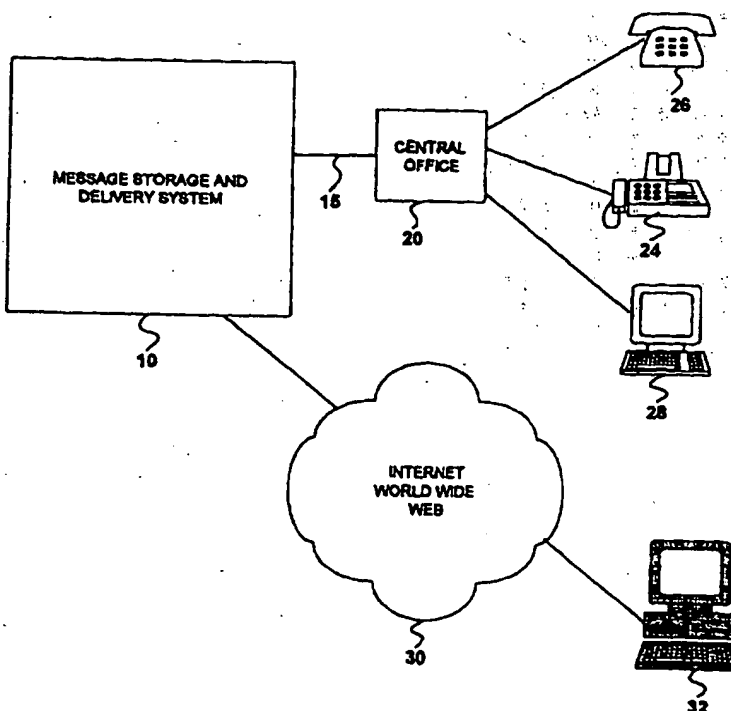 26
MESSAGE STORAGE AND
DELIVERY SYSTEM
15
CENTRAL
OFFICE
20
24
10
28
INTERNET
WORLD WIDE
WEB
30
32